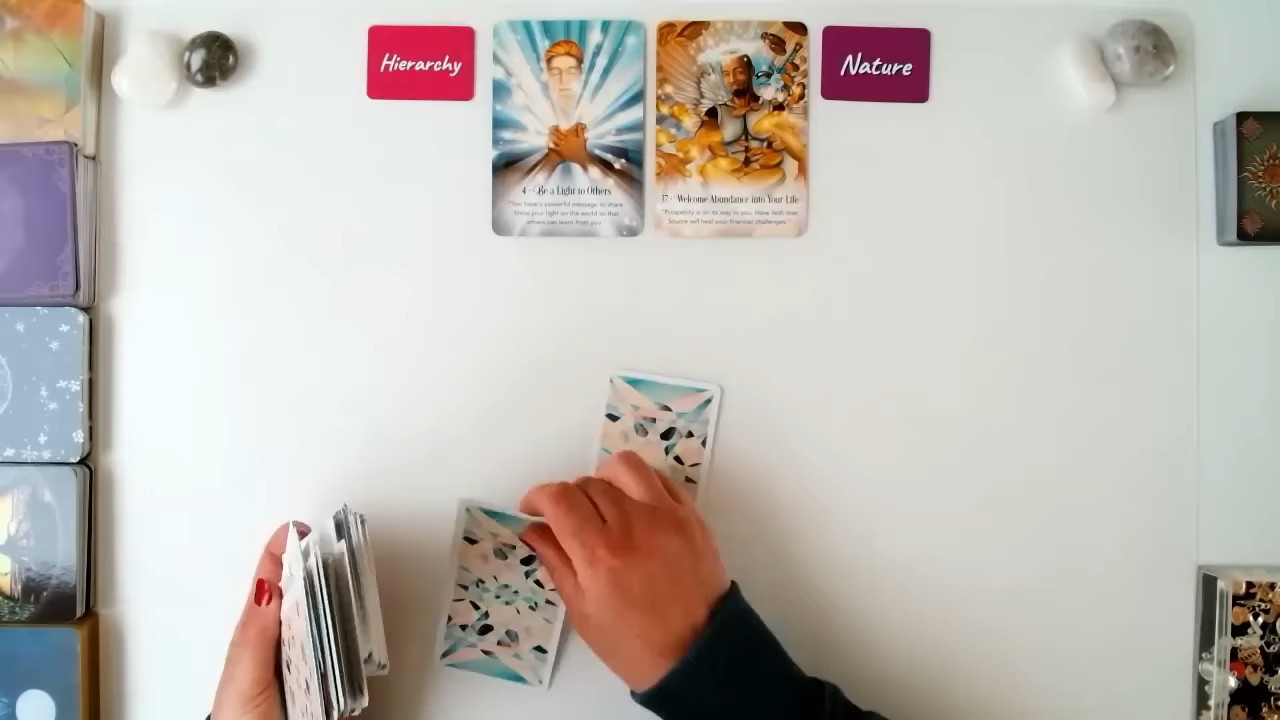 Hierarchy
4 - Be a Light to Others
"You have a powerful message to share.
Shine your light on the world so that
others can learn from you."
37 - Welcome Abundance into Your Life
"Prosperity is on its way to you. Have faith that
Source will heal your financial challenges."
Nature